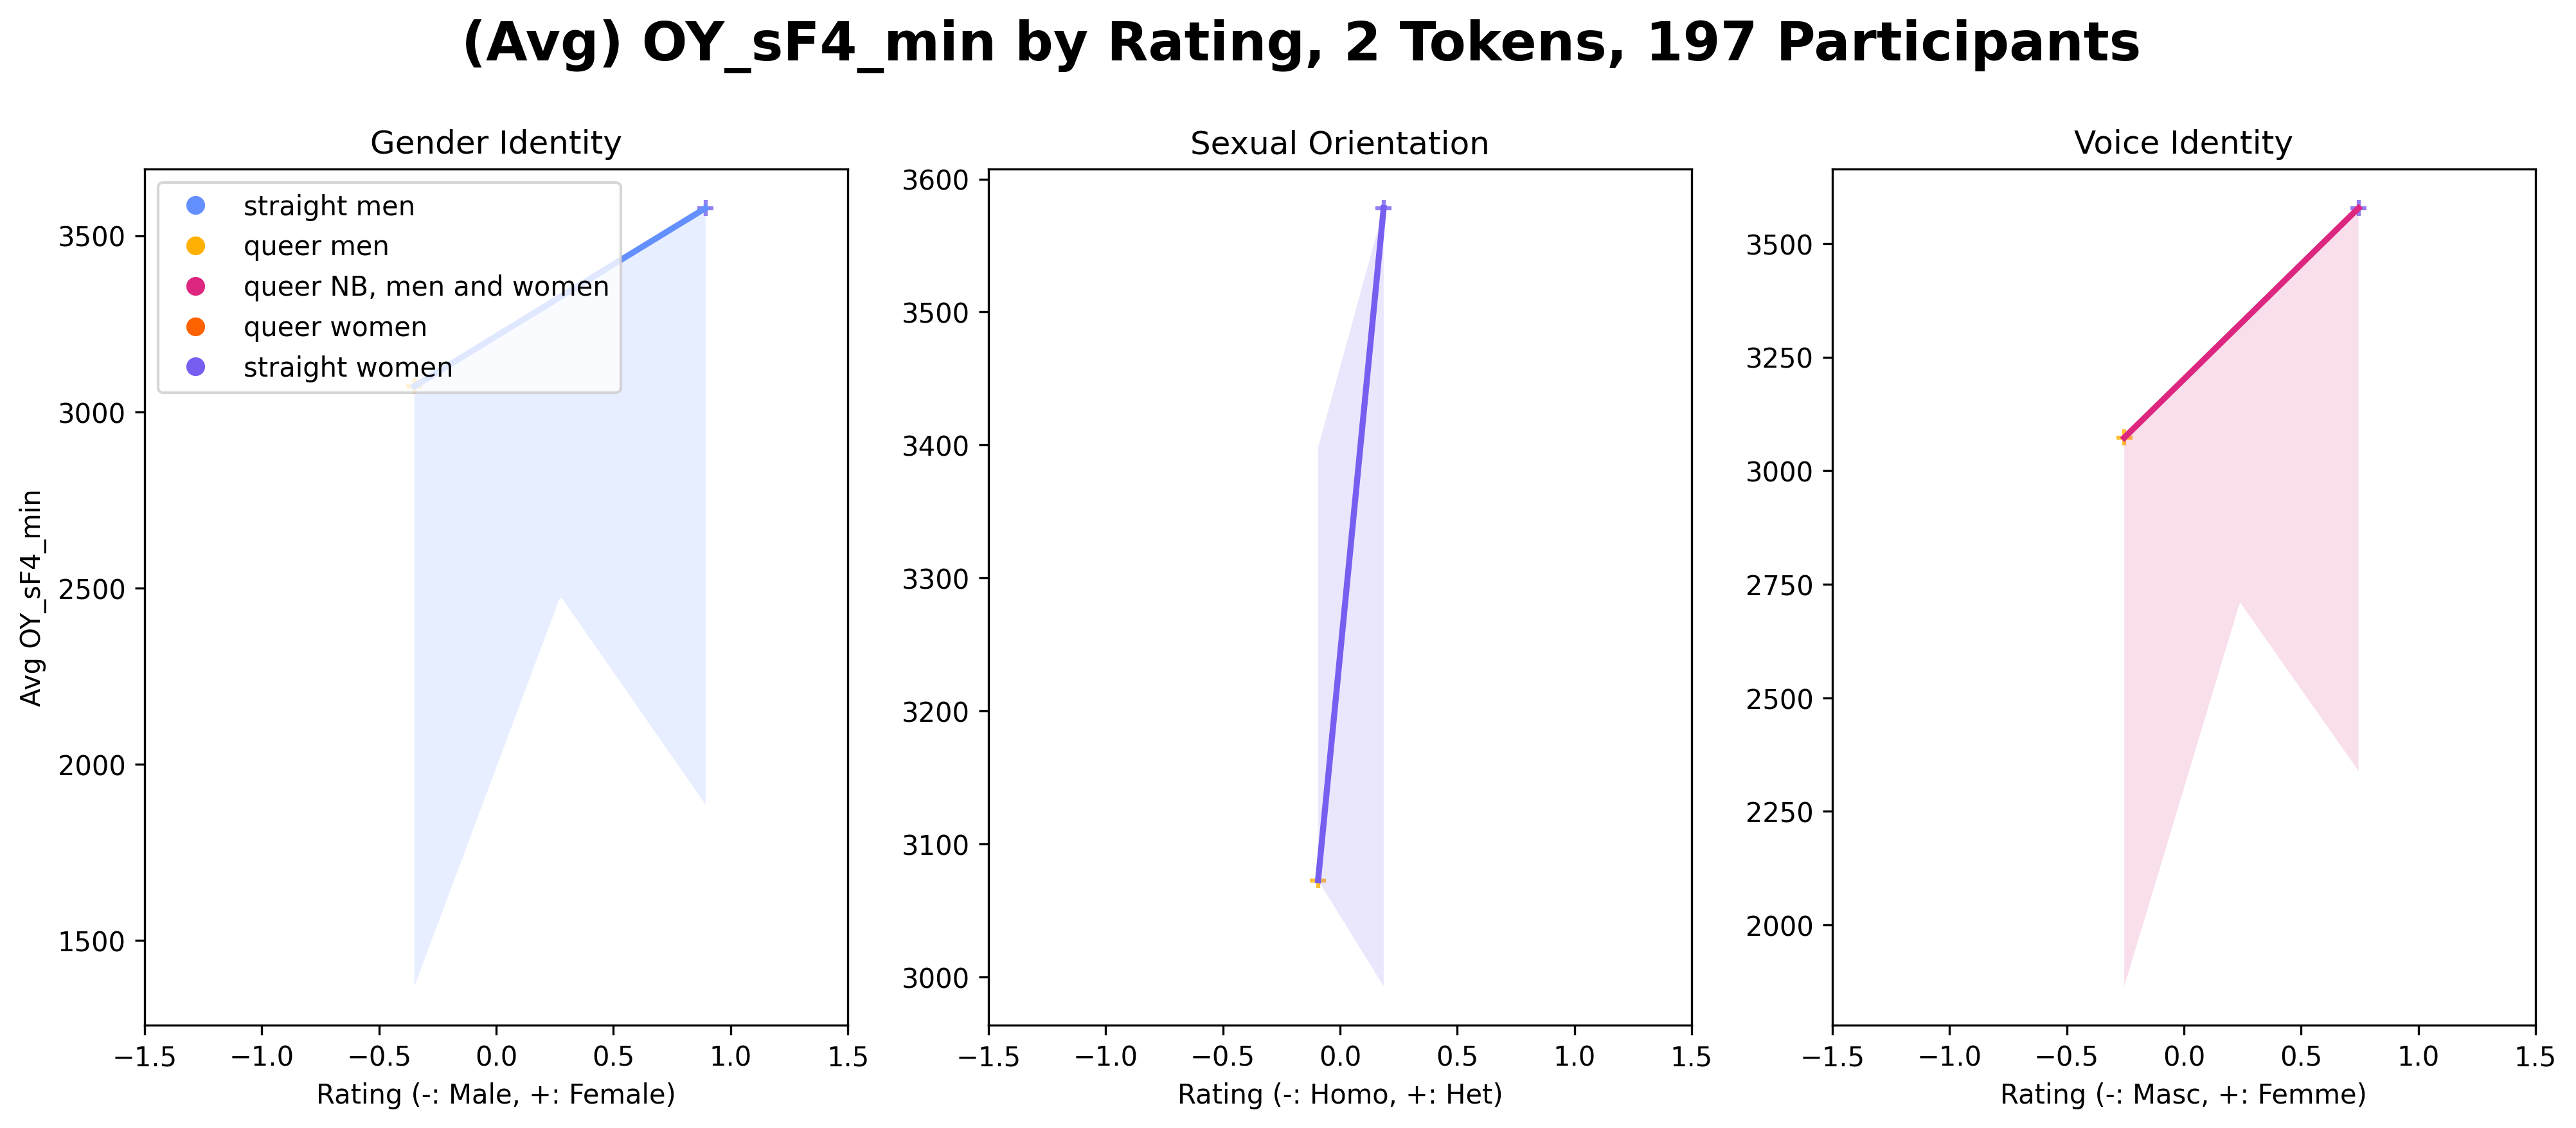 (Avg) OY_sF4_min by Rating, 2 Tokens, 197 Participants
Gender Identity
straight men
queer men
queer NB, men and women
queer women
straight women
3500
3000
2500
2000
1500
Avg OY_sF4_min
−1.5 −1.0 −0.5 0.0 0.5 1.0 1.5
Rating (-: Male, +: Female)
Sexual Orientation
3600
3500
3400
3300
3200
3100
3000
−1.5 −1.0 −0.5 0.0 0.5 1.0 1.5
Rating (-: Homo, +: Het)
Voice Identity
3500
3250
3000
2750
2500
2250
2000
−1.5 −1.0 −0.5 0.0 0.5 1.0 1.5
Rating (-: Masc, +: Femme)